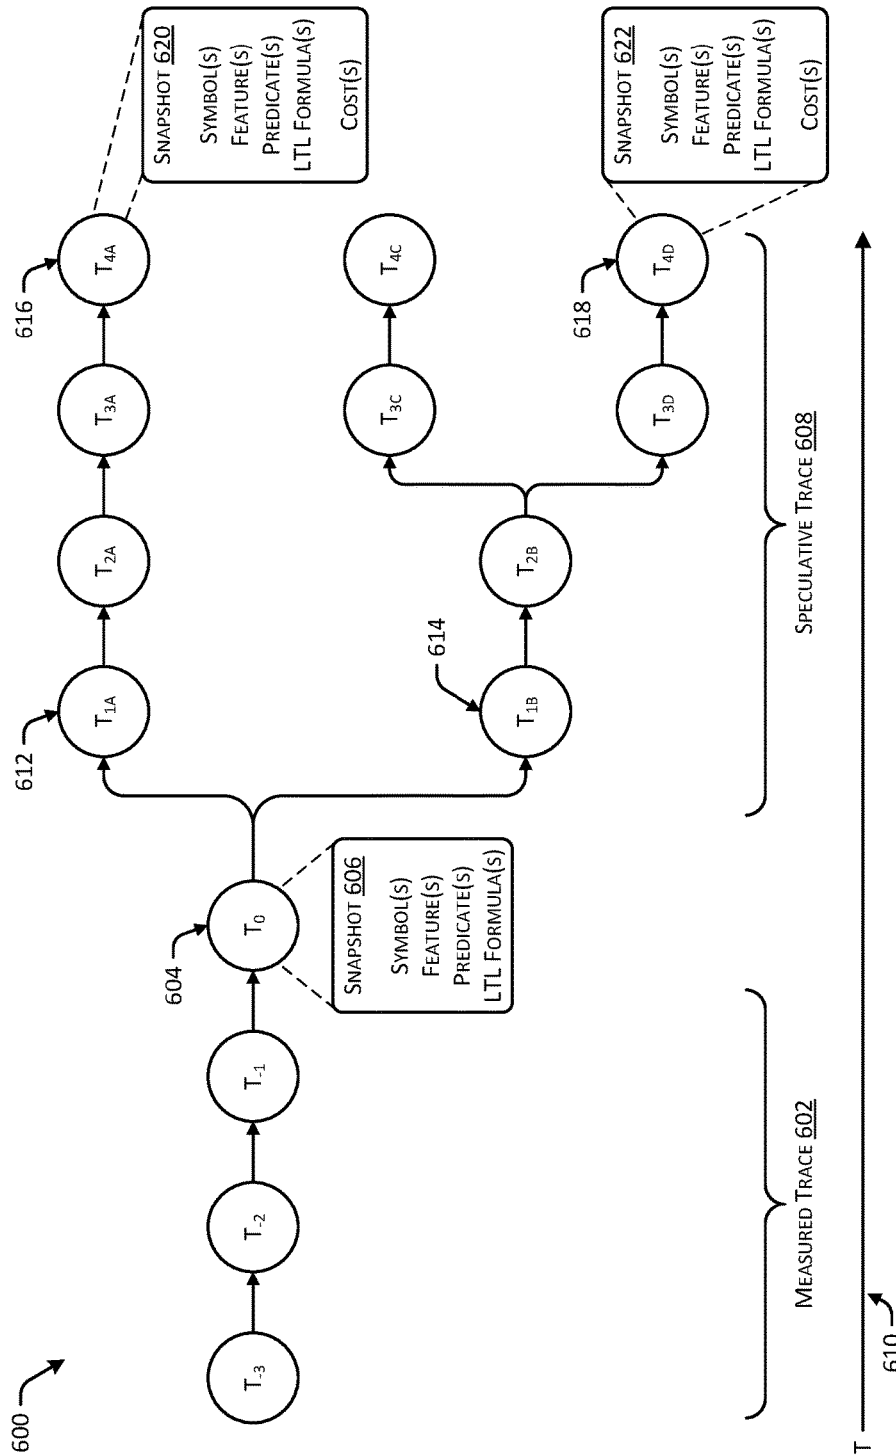 600
T-3
T-2
T-1
604
T0
SNAPSHOT 606
SYMBOL(S)
FEATURE(S)
PREDICATE(S)
LTL FORMULA(S)
612
T1A
T2A
T3A
616
T4A
SNAPSHOT 620
SYMBOL(S)
FEATURE(S)
PREDICATE(S)
LTL FORMULA(S)
COST(S)
614
T1B
T2B
T3C
T4C
T3D
618
T4D
SNAPSHOT 622
SYMBOL(S)
FEATURE(S)
PREDICATE(S)
LTL FORMULA(S)
COST(S)
MEASURED TRACE 602
SPECULATIVE TRACE 608
T
610